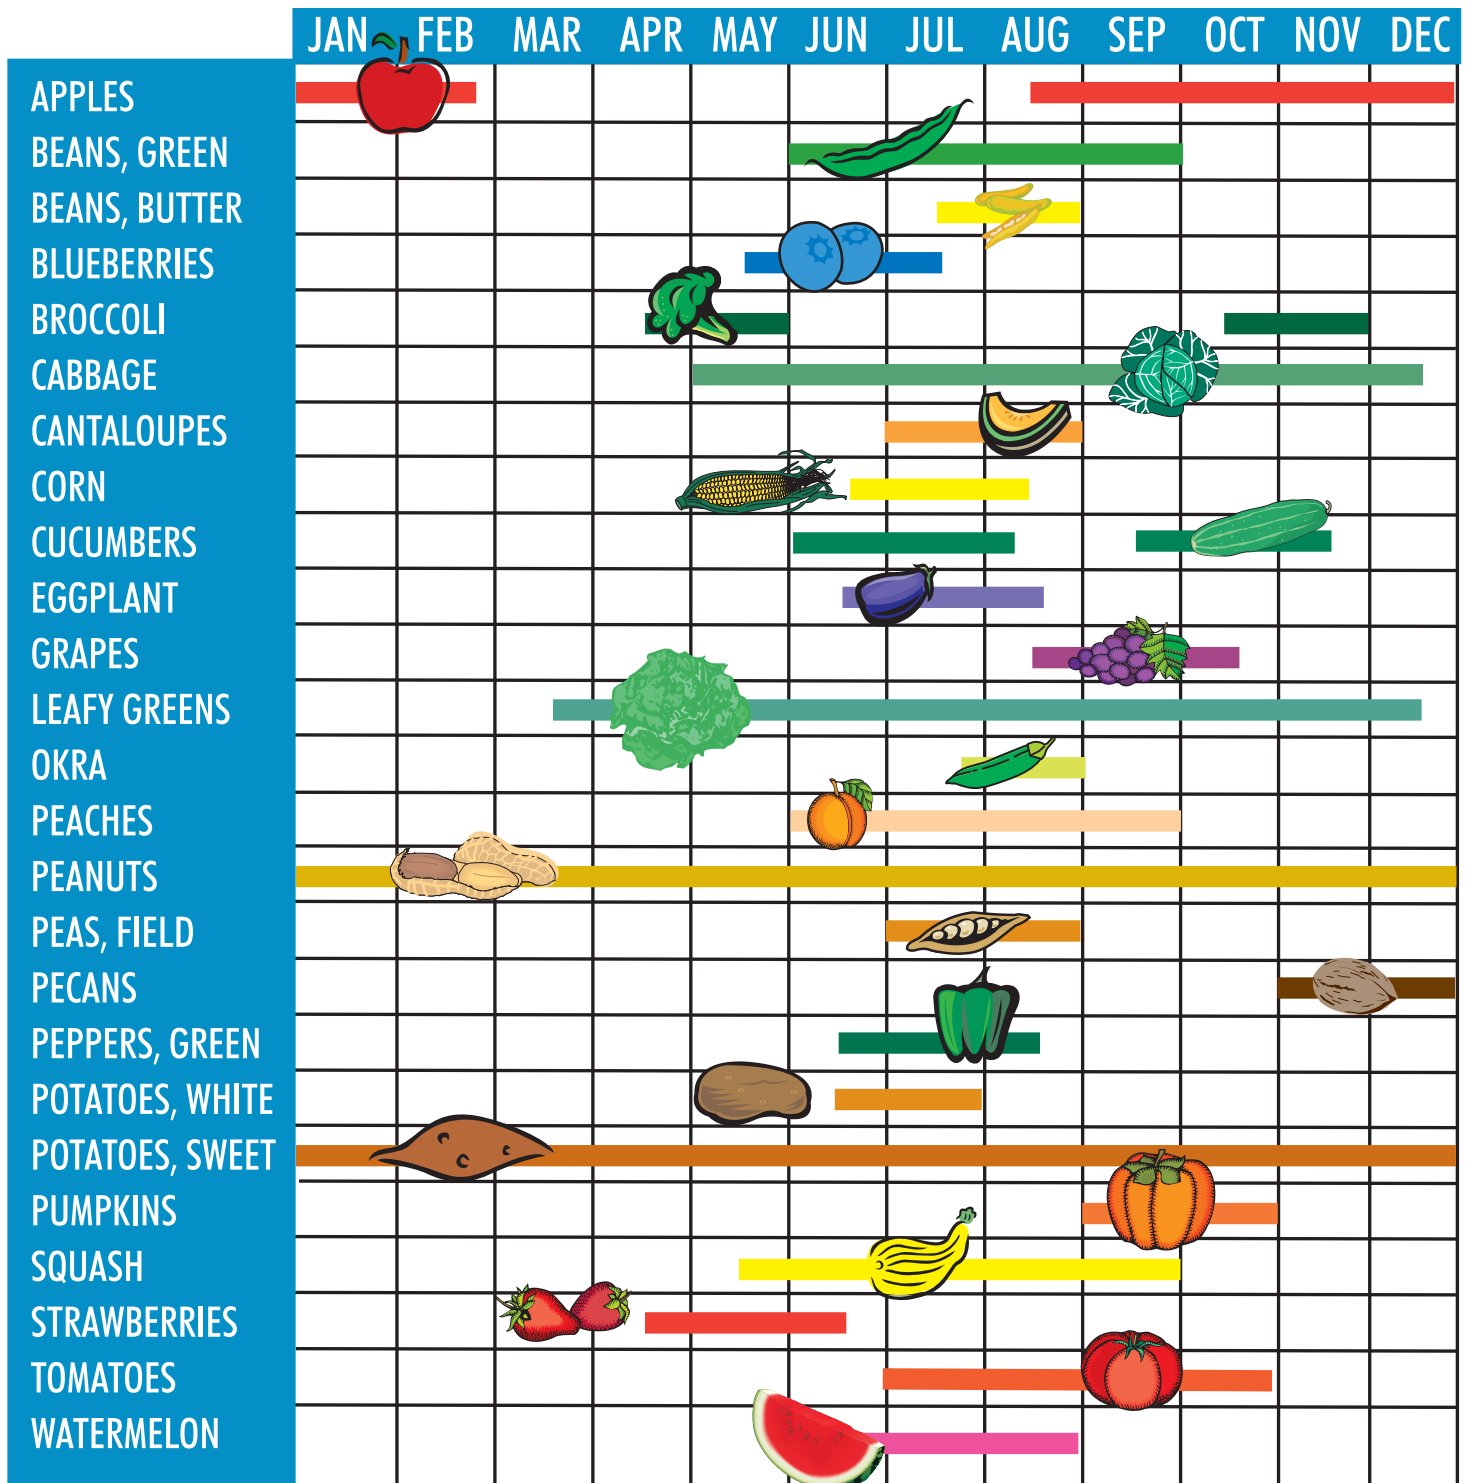 JAN FEB MAR APR MAY JUN JUL AUG SEP OCT NOV DEC
APPLES
BEANS, GREEN
BEANS, BUTTER
BLUEBERRIES
BROCCOLI
CABBAGE
CANTALOUPES
CORN
CUCUMBERS
EGGPLANT
GRAPES
LEAFY GREENS
OKRA
PEACHES
PEANUTS
PEAS, FIELD
PECANS
PEPPERS, GREEN
POTATOES, WHITE
POTATOES, SWEET
PUMPKINS
SQUASH
STRAWBERRIES
TOMATOES
WATERMELON